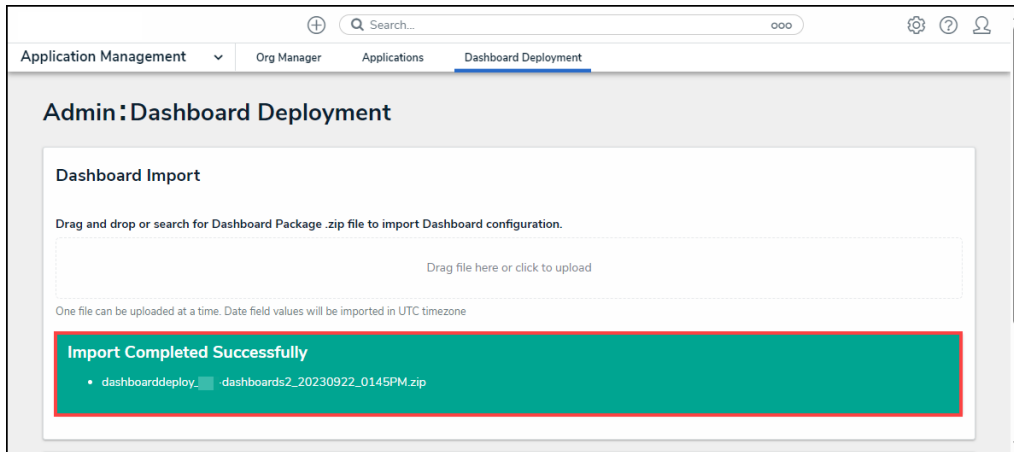 Search...
Application Management Org Manager Applications Dashboard Deployment
Admin:Dashboard Deployment
Dashboard Import
Drag and drop or search for Dashboard Package .zip file to import Dashboard configuration.
Drag file here or click to upload
One file can be uploaded at a time. Date field values will be imported in UTC timezone
Import Completed Successfully
• dashboarddeploy_ -dashboards2_20230922_0145PM.zip